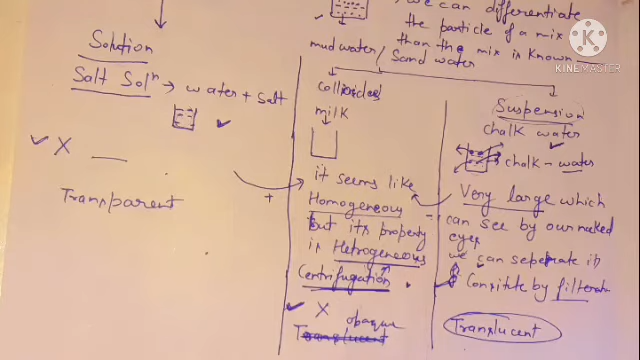 we can differentiate
the particle of a mix
than the mix is known
mud water / Sand water
Solution
Salt Solⁿ → water + Salt
X
Transparent
colloides
milk
it seems like
Homogeneous
but its property
is Hetrogeneous
Centrifugation
X opaque
Translucent
Suspension
chalk water
chalk - water
Very large which
can see by our naked
eyes
we can seperate it
Constitute by filteration
Translucent
Made with
KINEMASTER